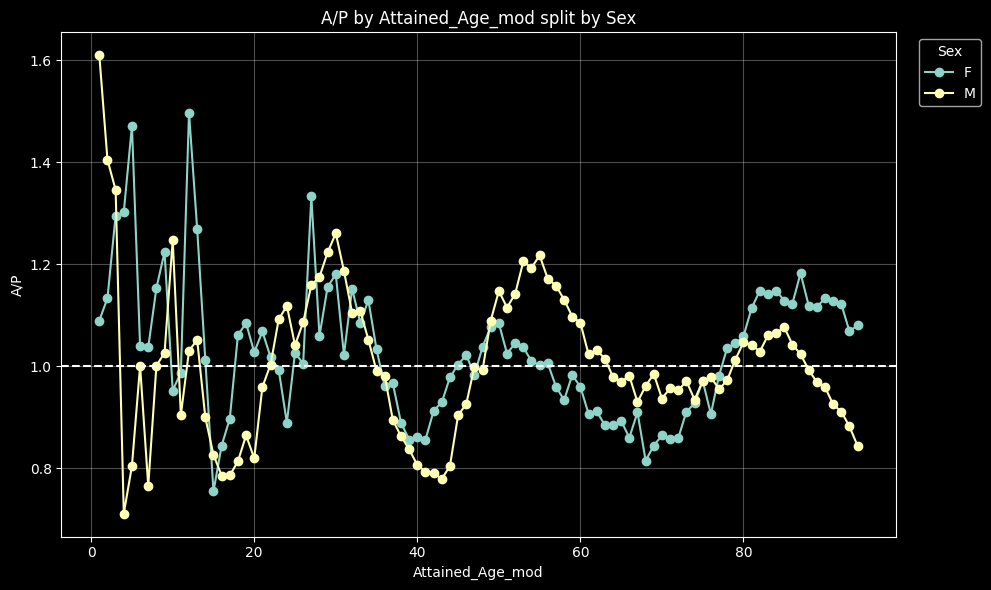 A/P by Attained_Age_mod split by Sex
Sex
F
M
A/P
1.6
1.4
1.2
1.0
0.8
0
20
40
60
80
Attained_Age_mod